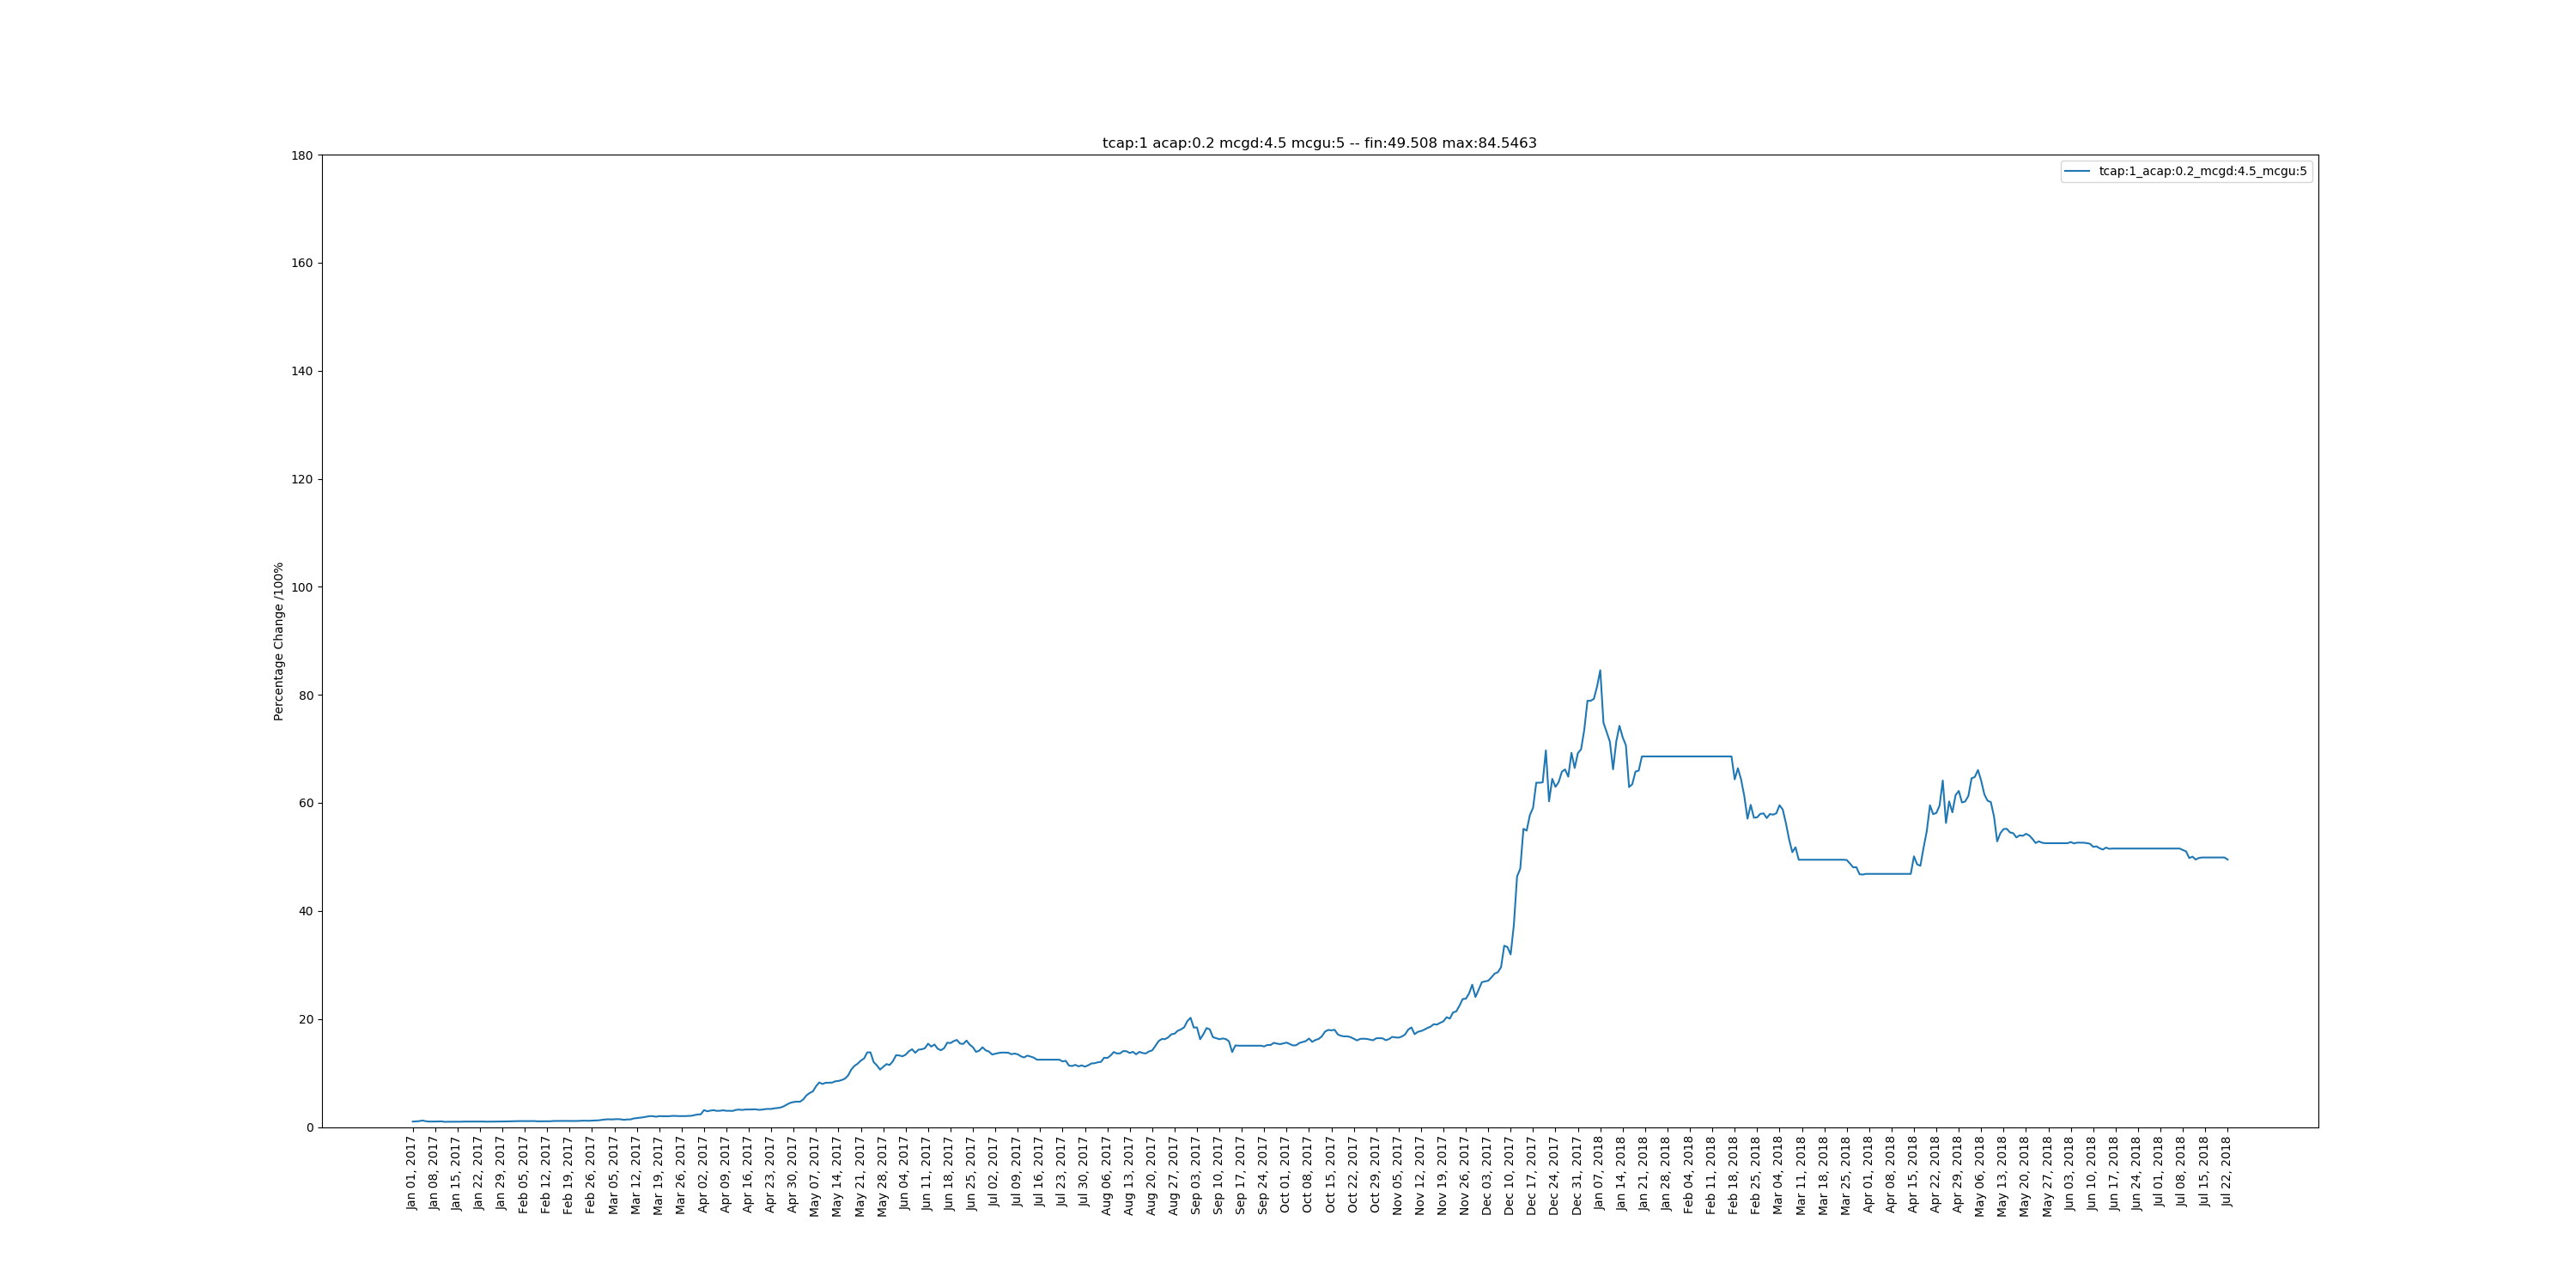 tcap:1 acap:0.2 mcgd:4.5 mcgu:5 -- fin:49.508 max:84.5463
tcap:1_acap:0.2_mcgd:4.5_mcgu:5
Percentage Change /100%
180
160
140
120
100
80
60
40
20
0
Jan 01, 2017
Jan 08, 2017
Jan 15, 2017
Jan 22, 2017
Jan 29, 2017
Feb 05, 2017
Feb 12, 2017
Feb 19, 2017
Feb 26, 2017
Mar 05, 2017
Mar 12, 2017
Mar 19, 2017
Mar 26, 2017
Apr 02, 2017
Apr 09, 2017
Apr 16, 2017
Apr 23, 2017
Apr 30, 2017
May 07, 2017
May 14, 2017
May 21, 2017
May 28, 2017
Jun 04, 2017
Jun 11, 2017
Jun 18, 2017
Jun 25, 2017
Jul 02, 2017
Jul 09, 2017
Jul 16, 2017
Jul 23, 2017
Jul 30, 2017
Aug 06, 2017
Aug 13, 2017
Aug 20, 2017
Aug 27, 2017
Sep 03, 2017
Sep 10, 2017
Sep 17, 2017
Sep 24, 2017
Oct 01, 2017
Oct 08, 2017
Oct 15, 2017
Oct 22, 2017
Oct 29, 2017
Nov 05, 2017
Nov 12, 2017
Nov 19, 2017
Nov 26, 2017
Dec 03, 2017
Dec 10, 2017
Dec 17, 2017
Dec 24, 2017
Dec 31, 2017
Jan 07, 2018
Jan 14, 2018
Jan 21, 2018
Jan 28, 2018
Feb 04, 2018
Feb 11, 2018
Feb 18, 2018
Feb 25, 2018
Mar 04, 2018
Mar 11, 2018
Mar 18, 2018
Mar 25, 2018
Apr 01, 2018
Apr 08, 2018
Apr 15, 2018
Apr 22, 2018
Apr 29, 2018
May 06, 2018
May 13, 2018
May 20, 2018
May 27, 2018
Jun 03, 2018
Jun 10, 2018
Jun 17, 2018
Jun 24, 2018
Jul 01, 2018
Jul 08, 2018
Jul 15, 2018
Jul 22, 2018